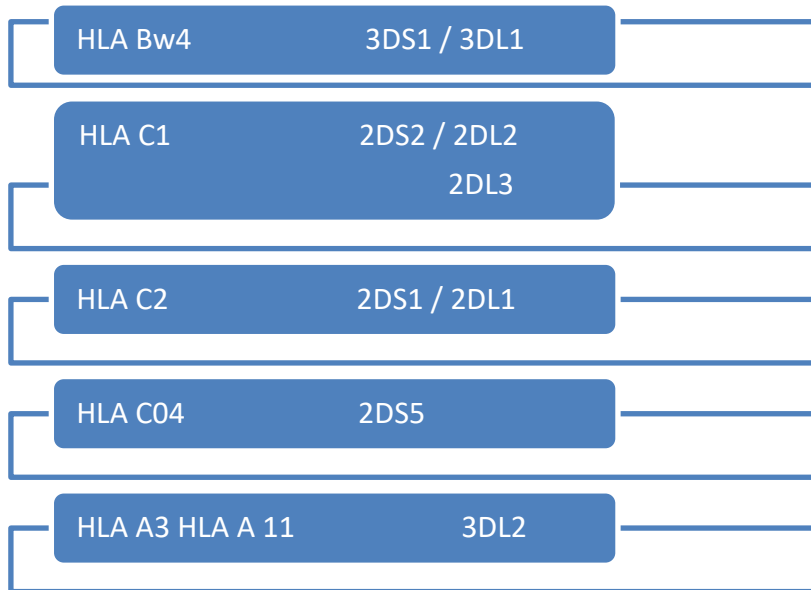 HLA Bw4 3DS1 / 3DL1
HLA C1 2DS2 / 2DL2
2DL3
HLA C2 2DS1 / 2DL1
HLA C04 2DS5
HLA A3 HLA A 11 3DL2